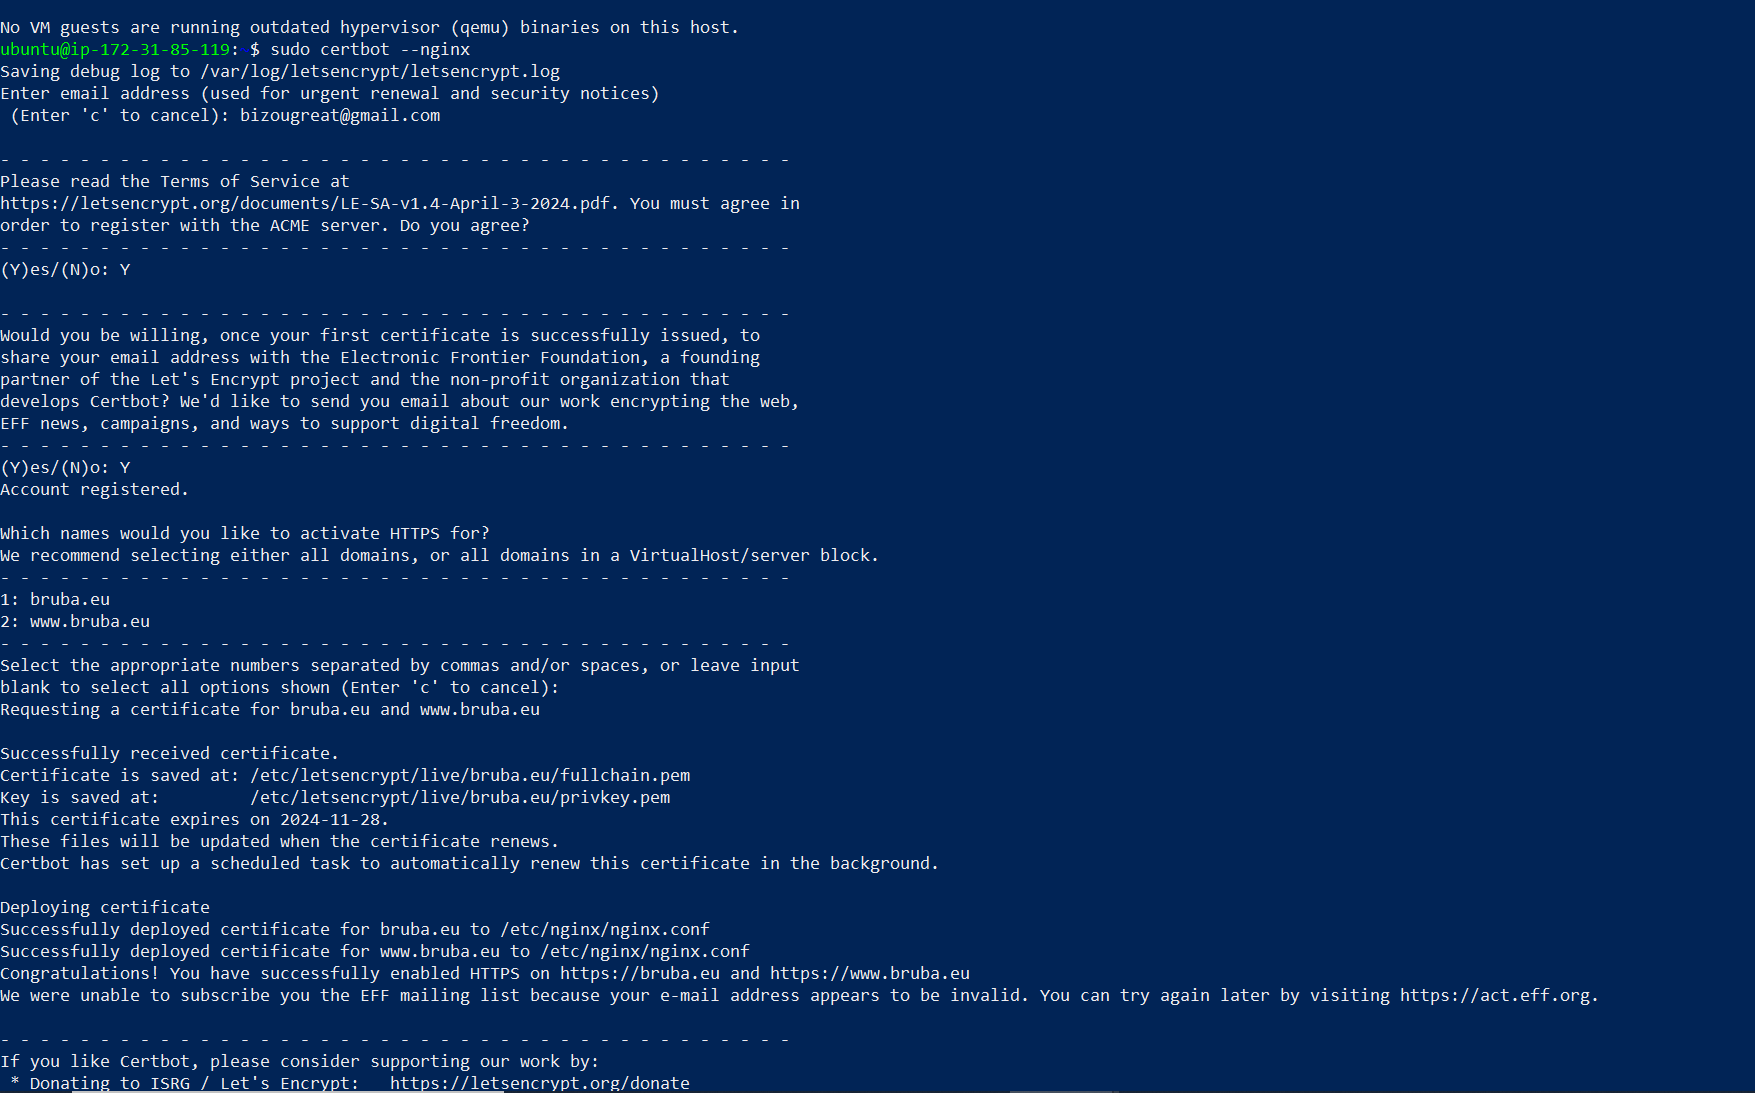 No VM guests are running outdated hypervisor (qemu) binaries on this host.
ubuntu@ip-172-31-85-119:~$ sudo certbot --nginx
Saving debug log to /var/log/letsencrypt/letsencrypt.log
Enter email address (used for urgent renewal and security notices)
 (Enter 'c' to cancel): bizougreat@gmail.com
- - - - - - - - - - - - - - - - - - - - - - - - - - - - - - - - - - - - - - - -
Please read the Terms of Service at
https://letsencrypt.org/documents/LE-SA-v1.4-April-3-2024.pdf. You must agree in
order to register with the ACME server. Do you agree?
- - - - - - - - - - - - - - - - - - - - - - - - - - - - - - - - - - - - - - - -
(Y)es/(N)o: Y
- - - - - - - - - - - - - - - - - - - - - - - - - - - - - - - - - - - - - - - -
Would you be willing, once your first certificate is successfully issued, to
share your email address with the Electronic Frontier Foundation, a founding
partner of the Let's Encrypt project and the non-profit organization that
develops Certbot? We'd like to send you email about our work encrypting the web,
EFF news, campaigns, and ways to support digital freedom.
- - - - - - - - - - - - - - - - - - - - - - - - - - - - - - - - - - - - - - - -
(Y)es/(N)o: Y
Account registered.
Which names would you like to activate HTTPS for?
We recommend selecting either all domains, or all domains in a VirtualHost/server block.
- - - - - - - - - - - - - - - - - - - - - - - - - - - - - - - - - - - - - - - -
1: bruba.eu
2: www.bruba.eu
- - - - - - - - - - - - - - - - - - - - - - - - - - - - - - - - - - - - - - - -
Select the appropriate numbers separated by commas and/or spaces, or leave input
blank to select all options shown (Enter 'c' to cancel):
Requesting a certificate for bruba.eu and www.bruba.eu
Successfully received certificate.
Certificate is saved at: /etc/letsencrypt/live/bruba.eu/fullchain.pem
Key is saved at:         /etc/letsencrypt/live/bruba.eu/privkey.pem
This certificate expires on 2024-11-28.
These files will be updated when the certificate renews.
Certbot has set up a scheduled task to automatically renew this certificate in the background.
Deploying certificate
Successfully deployed certificate for bruba.eu to /etc/nginx/nginx.conf
Successfully deployed certificate for www.bruba.eu to /etc/nginx/nginx.conf
Congratulations! You have successfully enabled HTTPS on https://bruba.eu and https://www.bruba.eu
We were unable to subscribe you the EFF mailing list because your e-mail address appears to be invalid. You can try again later by visiting https://act.eff.org.
- - - - - - - - - - - - - - - - - - - - - - - - - - - - - - - - - - - - - - - -
If you like Certbot, please consider supporting our work by:
 * Donating to ISRG / Let's Encrypt:   https://letsencrypt.org/donate